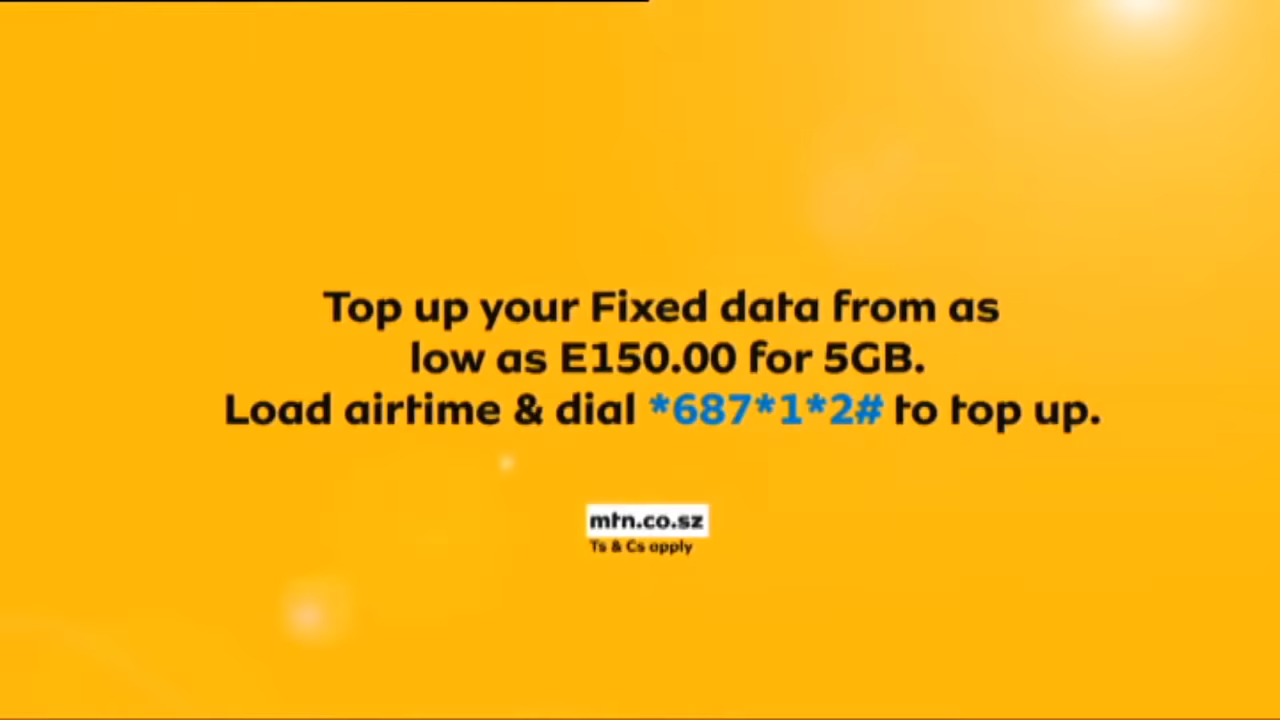 Top up your Fixed data from as
low as E150.00 for 5GB.
Load airtime & dial *687*1*2# to top up.
mtn.co.sz
Ts & Cs apply